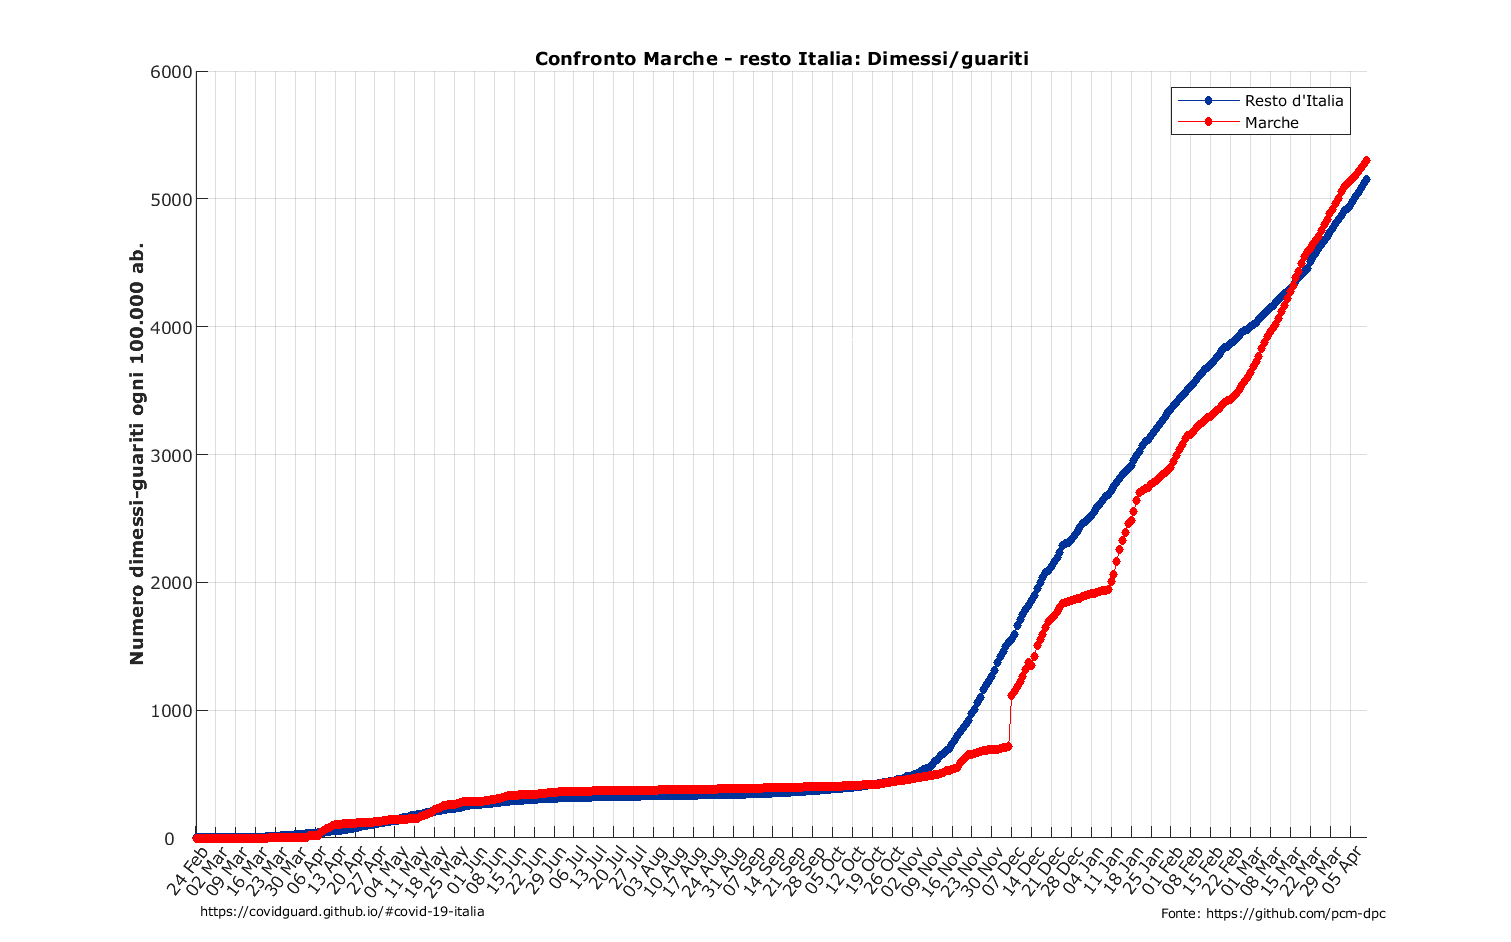 Confronto Marche - resto Italia: Dimessi/guariti
Resto d'Italia
Marche
Numero dimessi-guariti ogni 100.000 ab.
6000
5000
4000
3000
2000
1000
0
24 Feb
02 Mar
09 Mar
16 Mar
23 Mar
30 Mar
06 Apr
13 Apr
20 Apr
27 Apr
04 May
11 May
18 May
25 May
01 Jun
08 Jun
15 Jun
22 Jun
29 Jun
06 Jul
13 Jul
20 Jul
27 Jul
03 Aug
10 Aug
17 Aug
24 Aug
31 Aug
07 Sep
14 Sep
21 Sep
28 Sep
05 Oct
12 Oct
19 Oct
26 Oct
02 Nov
09 Nov
16 Nov
23 Nov
30 Nov
07 Dec
14 Dec
21 Dec
28 Dec
04 Jan
11 Jan
18 Jan
25 Jan
01 Feb
08 Feb
15 Feb
22 Feb
01 Mar
08 Mar
15 Mar
22 Mar
29 Mar
05 Apr
https://covidguard.github.io/#covid-19-italia
Fonte: https://github.com/pcm-dpc